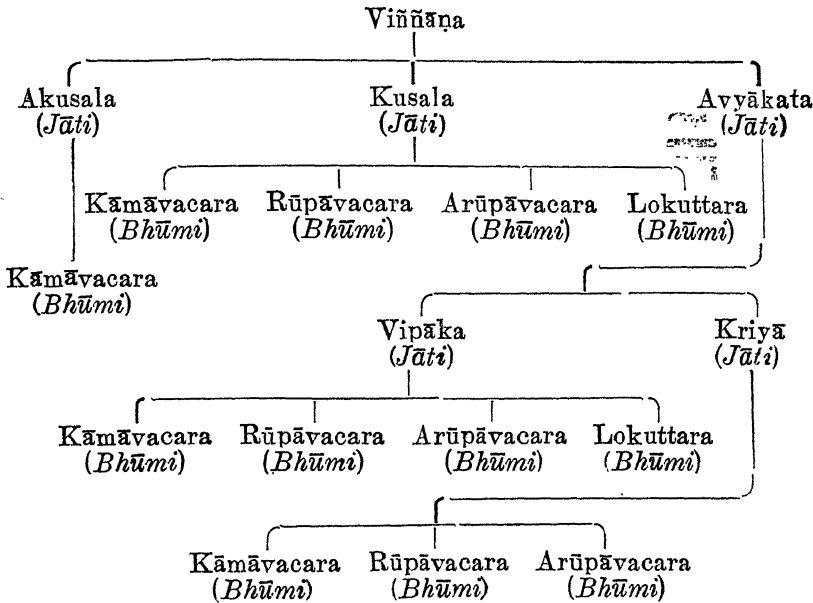 Viññāṇa
Akusala Kusala Avyākata
(Jāti) (Jāti) (Jāti)
Kāmāvacara Rūpāvacara Arūpāvacara Lokuttara
(Bhūmi) (Bhūmi) (Bhūmi) (Bhūmi)
Kāmāvacara
(Bhūmi)
Vipāka Kriyā
(Jāti) (Jāti)
Kāmāvacara Rūpāvacara Arūpāvacara Lokuttara
(Bhūmi) (Bhūmi) (Bhūmi) (Bhūmi)
Kāmāvacara Rūpāvacara Arūpāvacara
(Bhūmi) (Bhūmi) (Bhūmi)